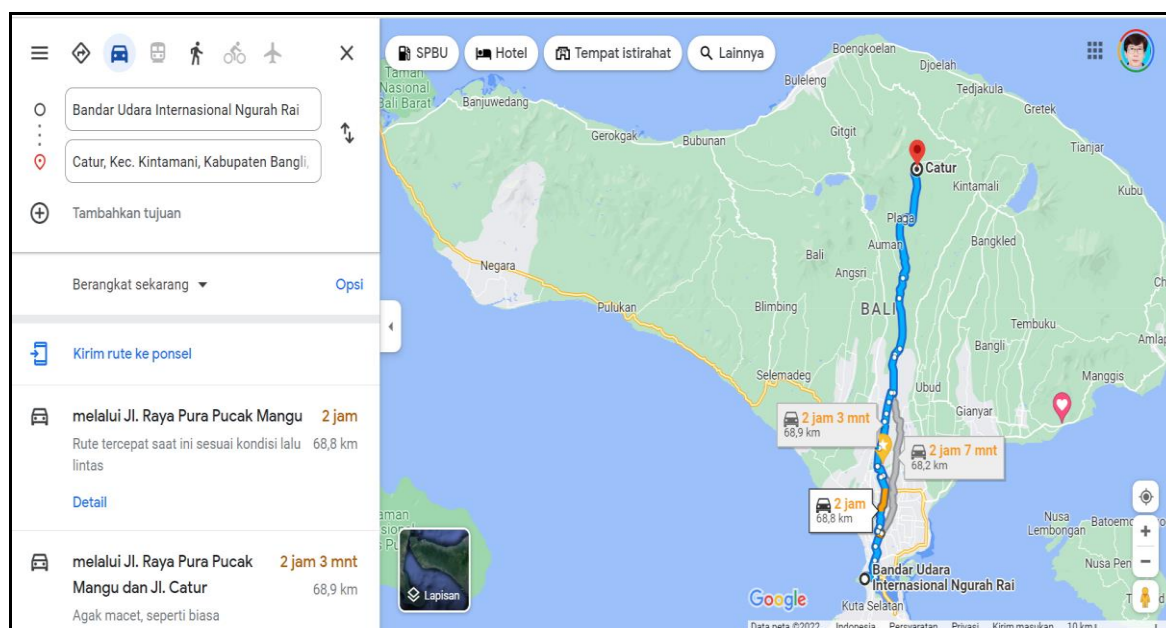 Bandar Udara Internasional Ngurah Rai
Catur, Kec. Kintamani, Kabupaten Bangli,
Tambahkan tujuan
Berangkat sekarang
Opsi
Kirim rute ke ponsel
melalui Jl. Raya Pura Pucak Mangu 2 jam
Rute tercepat saat ini sesuai kondisi lalu 68,8 km
lintas
Detail
melalui Jl. Raya Pura Pucak 2 jam 3 mnt
Mangu dan Jl. Catur 68,9 km
Agak macet, seperti biasa
SPBU
Hotel
Tempat istirahat
Lainnya
Taman
Nasional
Bali Barat
Banjuwedang
Gerokgak
Bubunan
Boengkoelan
Buleleng
Djoelah
Tedjakula
Gretek
Gitgit
Tianjar
Catur
Kintamali
Kubu
Plaga
Auman
Bangkled
Bali
Angsri
Negara
Pulukan
Blimbing
BALI
Tembuku
Bangli
Manggis
Selemadeg
Ubud
Gianyar
2 jam 3 mnt
68,9 km
2 jam 7 mnt
68,2 km
2 jam
68,8 km
Nusa
Lembongan
Nusa Pen
Bandar Udara
Internasional Ngurah Rai
Kuta Selatan
Lapisan
Google
Data peta ©2022 Indonesia Persyaratan Privasi Kirim masukan 10 km